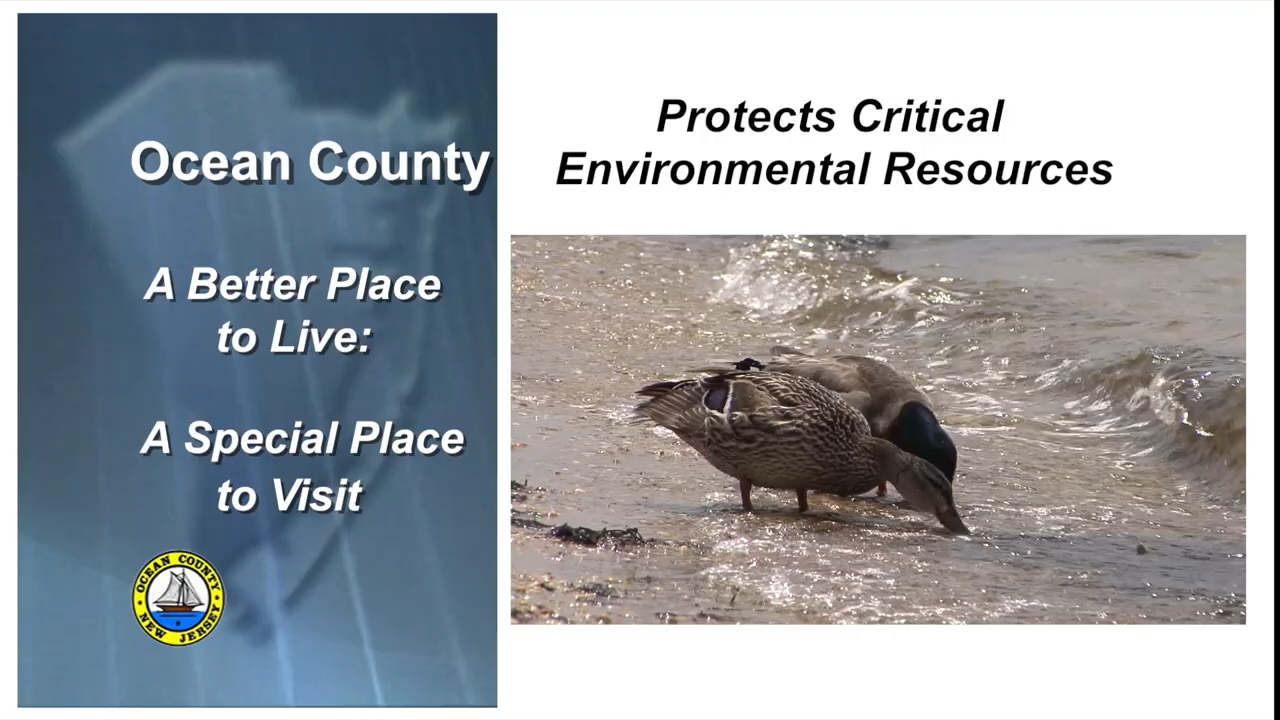 Ocean County
A Better Place
to Live:
A Special Place
to Visit
OCEAN COUNTY
NEW JERSEY
Protects Critical
Environmental Resources